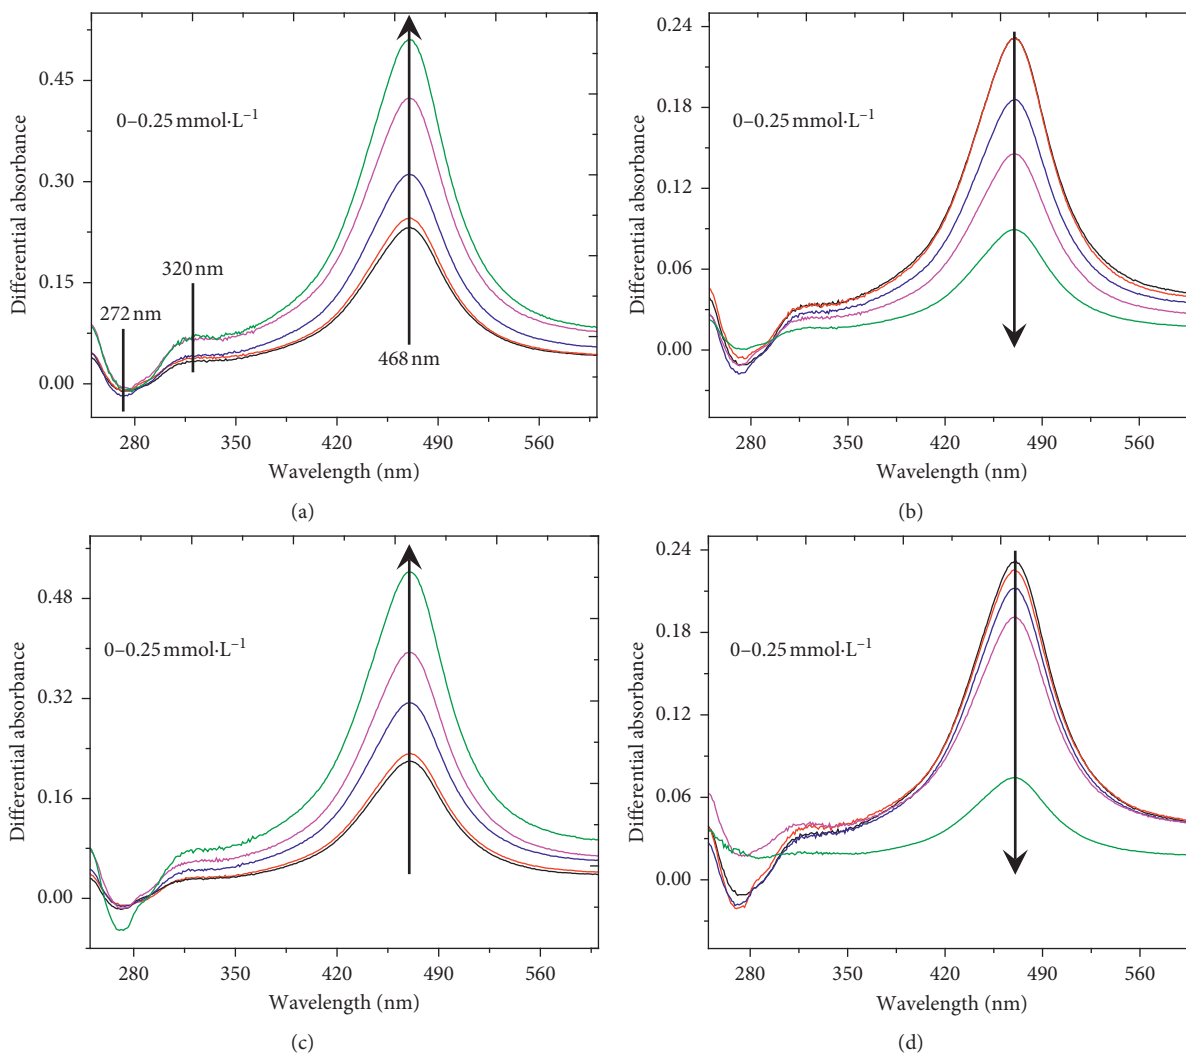 Differential absorbance
0.45
0.30
0.15
0.00
0–0.25 mmol·L⁻¹
272 nm
320 nm
468 nm
280
350
420
490
560
Wavelength (nm)
(a)
Differential absorbance
0.24
0.18
0.12
0.06
0.00
0–0.25 mmol·L⁻¹
280
350
420
490
560
Wavelength (nm)
(b)
Differential absorbance
0.48
0.32
0.16
0.00
0–0.25 mmol·L⁻¹
280
350
420
490
560
Wavelength (nm)
(c)
Differential absorbance
0.24
0.18
0.12
0.06
0.00
0–0.25 mmol·L⁻¹
280
350
420
490
560
Wavelength (nm)
(d)